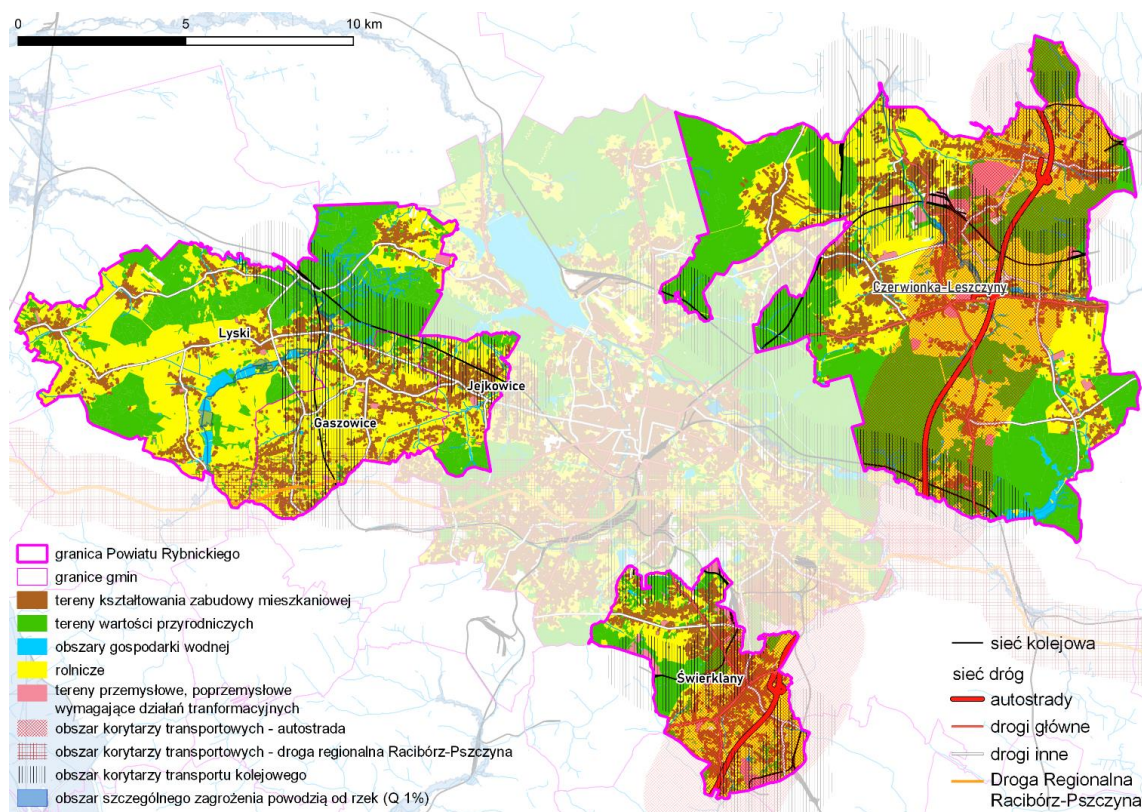 0 5 10 km
Lyski
Jejkowice
Gaszowice
Czerwionka-Leszczyny
Świerklany
granica Powiatu Rybnickiego
granice gmin
tereny kształtowania zabudowy mieszkaniowej
tereny wartości przyrodniczych
obszary gospodarki wodnej
rolnicze
tereny przemysłowe, poprzemysłowe
wymagające działań tranformacyjnych
obszar korytarzy transportowych - autostrada
obszar korytarzy transportowych - droga regionalna Racibórz-Pszczyna
obszar korytarzy transportu kolejowego
obszar szczególnego zagrożenia powodzią od rzek (Q 1%)
sieć kolejowa
sieć dróg
autostrady
drogi główne
drogi inne
Droga Regionalna
Racibórz-Pszczyna